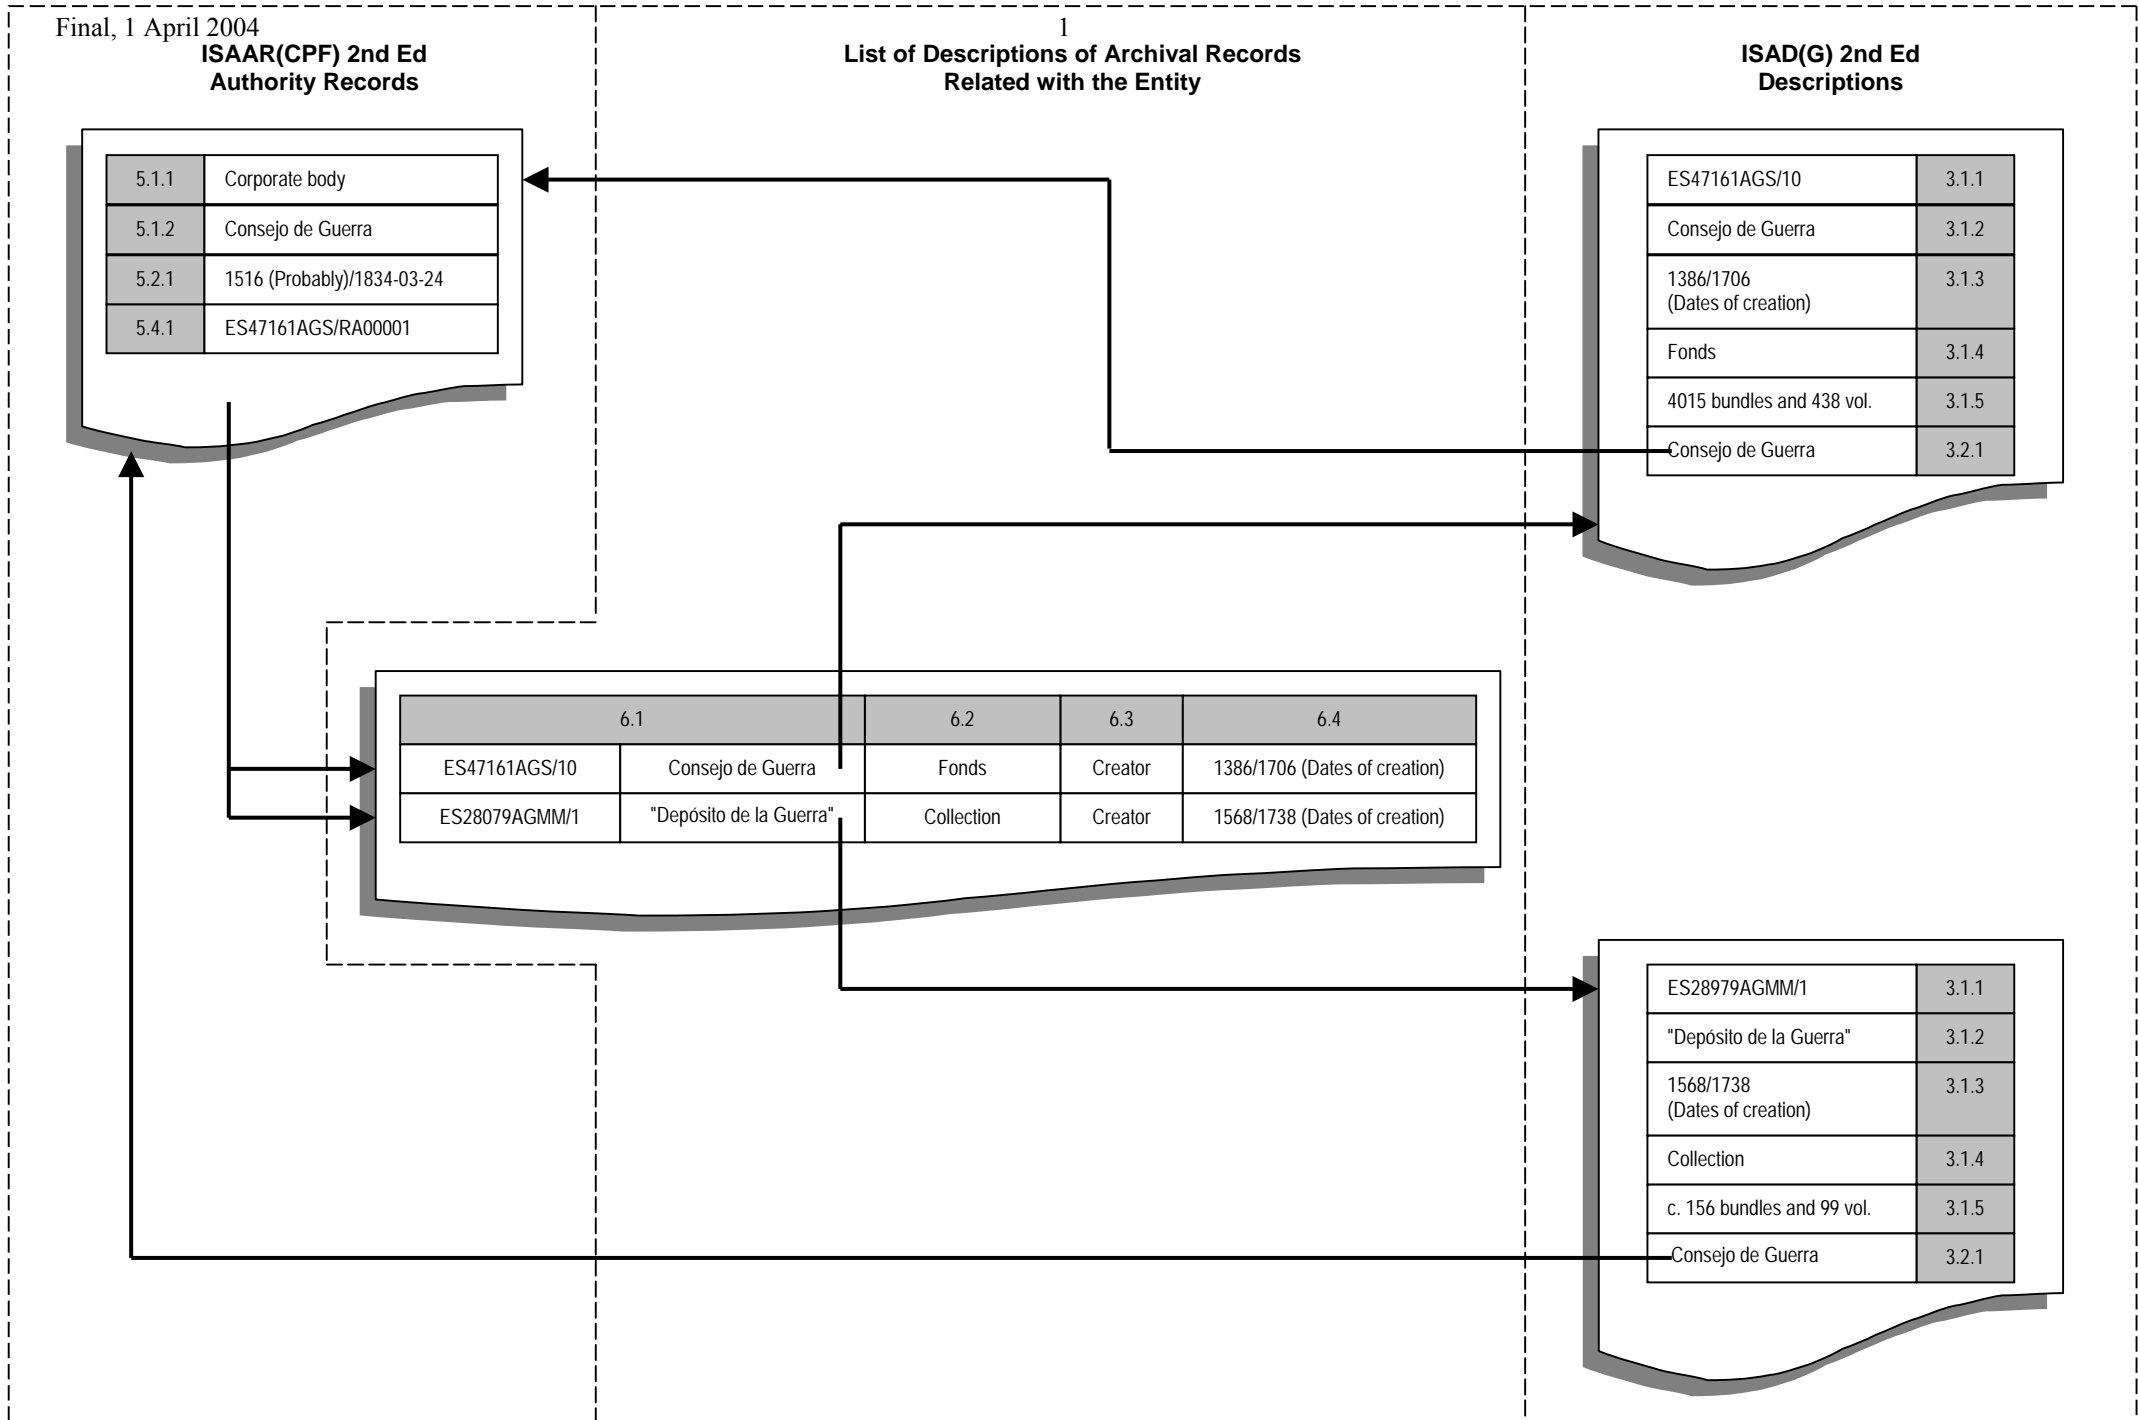 Final, 1 April 2004
1
ISAAR(CPF) 2nd Ed
Authority Records
List of Descriptions of Archival Records
Related with the Entity
ISAD(G) 2nd Ed
Descriptions
5.1.1 Corporate body
5.1.2 Consejo de Guerra
5.2.1 1516 (Probably)/1834-03-24
5.4.1 ES47161AGS/RA00001
ES47161AGS/10 3.1.1
Consejo de Guerra 3.1.2
1386/1706 3.1.3
(Dates of creation)
Fonds 3.1.4
4015 bundles and 438 vol. 3.1.5
Consejo de Guerra 3.2.1
6.1 6.2 6.3 6.4
ES47161AGS/10 Consejo de Guerra Fonds Creator 1386/1706 (Dates of creation)
ES28079AGMM/1 "Depósito de la Guerra" Collection Creator 1568/1738 (Dates of creation)
ES28979AGMM/1 3.1.1
"Depósito de la Guerra" 3.1.2
1568/1738 3.1.3
(Dates of creation)
Collection 3.1.4
c. 156 bundles and 99 vol. 3.1.5
Consejo de Guerra 3.2.1